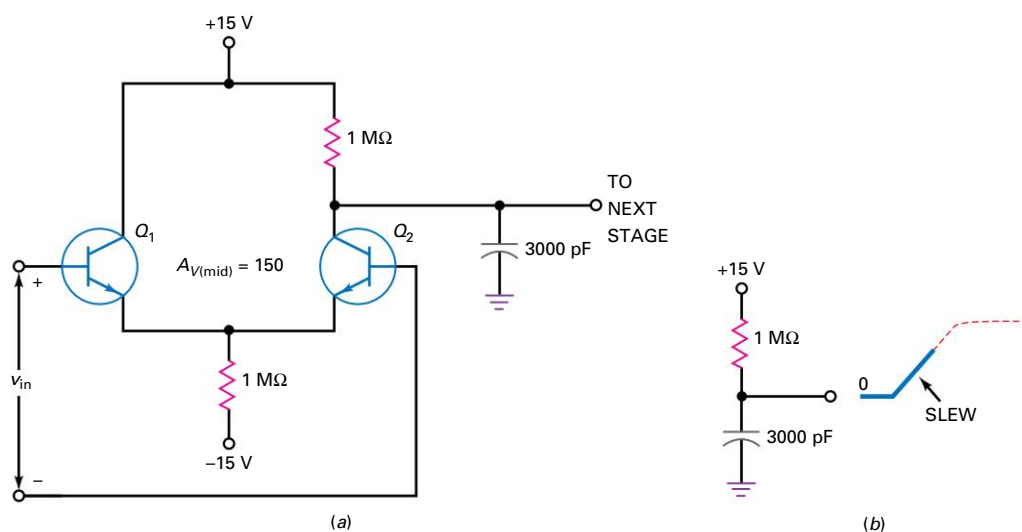 +15 V
1 MΩ
TO
NEXT
STAGE
Q1
Q2
AV(mid) = 150
3000 pF
+
vin
–
1 MΩ
–15 V
(a)
+15 V
1 MΩ
0
SLEW
3000 pF
(b)